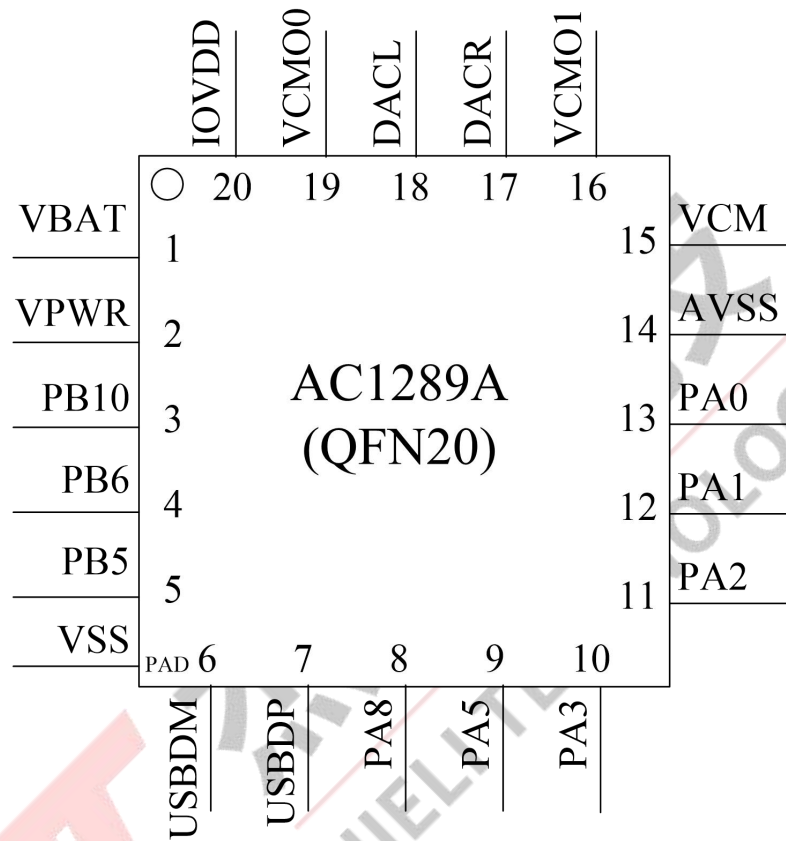 IOVDD
VCMO0
DACL
DACR
VCMO1
20 19 18 17 16
VBAT 1
VPWR 2
PB10 3
PB6 4
PB5 5
VSS PAD
15 VCM
14 AVSS
13 PA0
12 PA1
11 PA2
AC1289A
(QFN20)
6 7 8 9 10
USBDM
USBDP
PA8
PA5
PA3